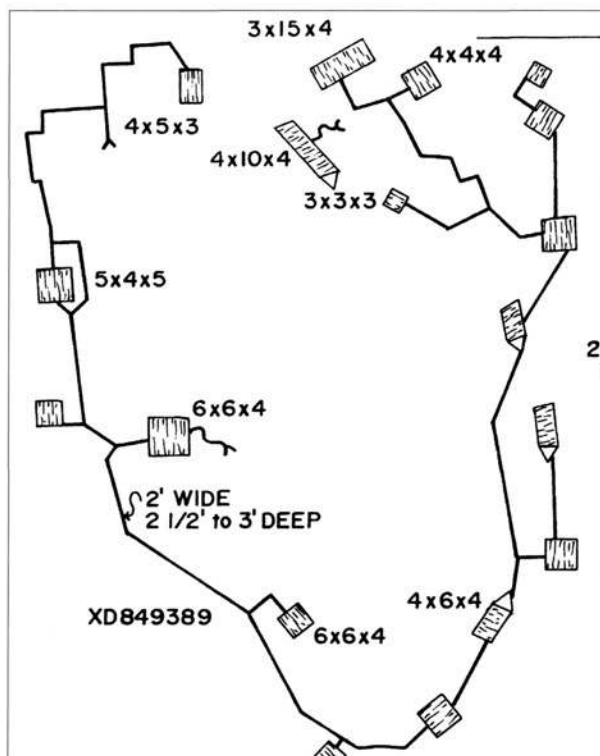 3x15x4
4x4x4
4x5x3
4x10x4
3x3x3
5x4x5
2
6x6x4
2' WIDE
2 1/2' to 3' DEEP
4x6x4
XD849389
6x6x4